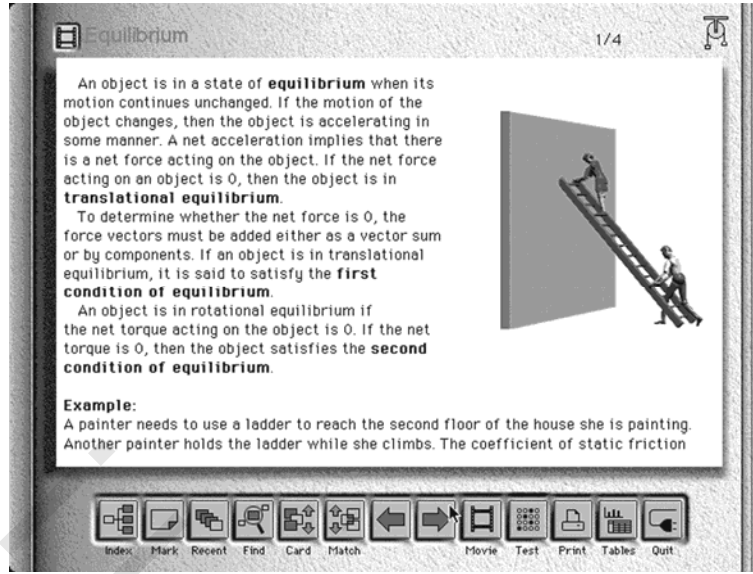 Equilibrium
1/4
An object is in a state of equilibrium when its
motion continues unchanged. If the motion of the
object changes, then the object is accelerating in
some manner. A net acceleration implies that there
is a net force acting on the object. If the net force
acting on an object is 0, then the object is in
translational equilibrium.
To determine whether the net force is 0, the
force vectors must be added either as a vector sum
or by components. If an object is in translational
equilibrium, it is said to satisfy the first
condition of equilibrium.
An object is in rotational equilibrium if
the net torque acting on the object is 0. If the net
torque is 0, then the object satisfies the second
condition of equilibrium.
Example:
A painter needs to use a ladder to reach the second floor of the house she is painting.
Another painter holds the ladder while she climbs. The coefficient of static friction
Index Mark Recent Find Card Match Movie Test Print Tables Quit